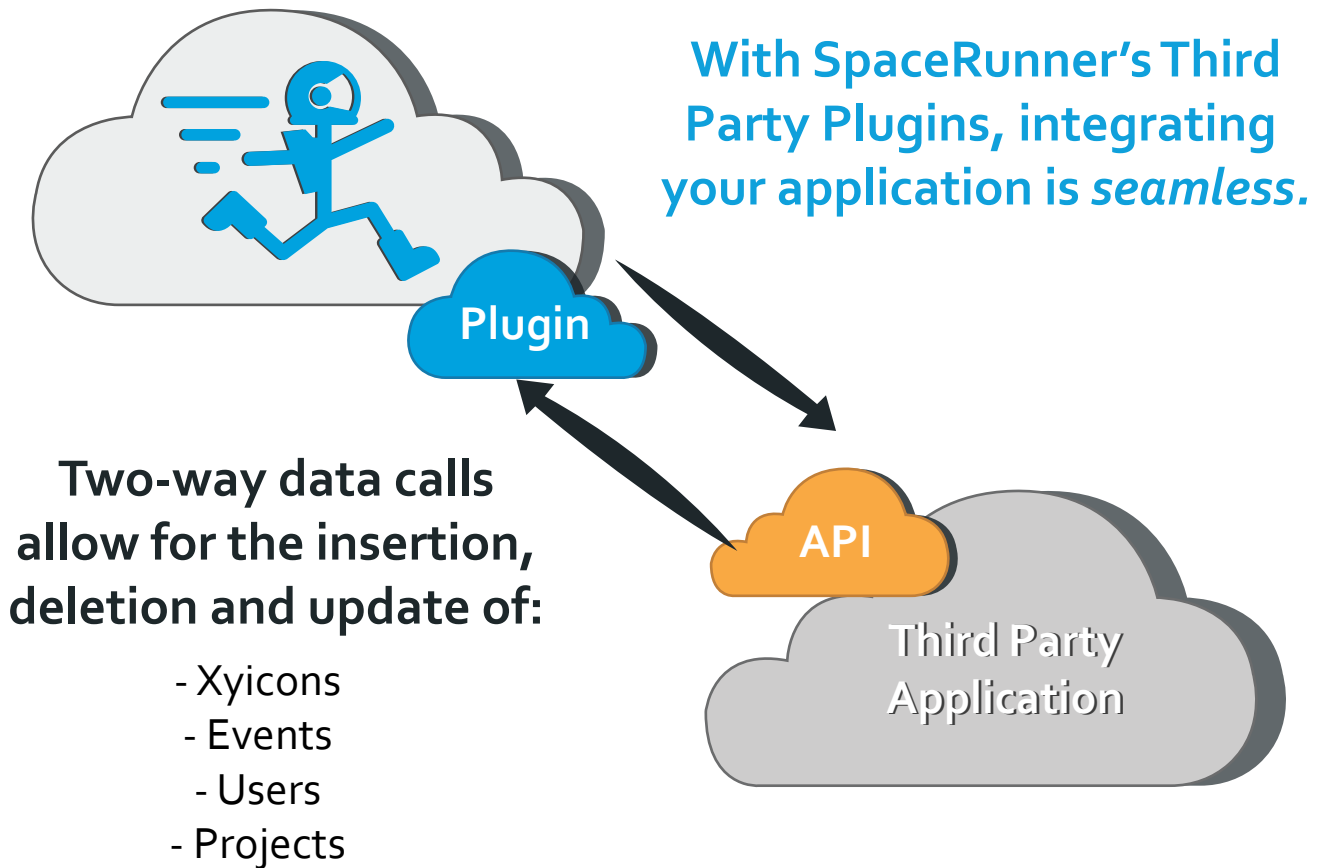 With SpaceRunner’s Third
Party Plugins, integrating
your application is seamless.
Plugin
Two-way data calls
allow for the insertion,
deletion and update of:
- Xyicons
- Events
- Users
- Projects
API
Third Party
Application